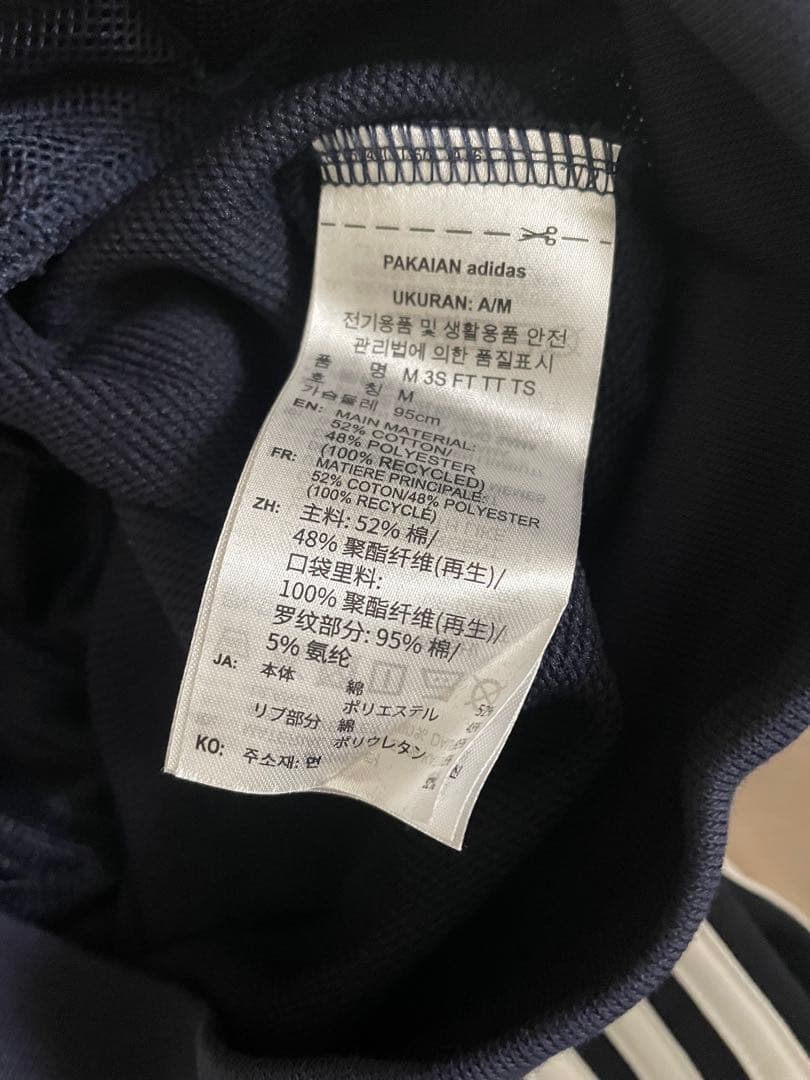 PAKAIAN adidas
UKURAN: A/M
전기용품 및 생활용품 안전
관리법에 의한 품질표시
품 명 M 3S FT TT TS
호 칭 M
가슴둘레 95cm
EN: MAIN MATERIAL:
52% COTTON/
48% POLYESTER
(100% RECYCLED)
FR: MATIERE PRINCIPALE:
52% COTON/48% POLYESTER
(100% RECYCLÉ)
ZH: 主料: 52% 棉/
48% 聚酯纤维(再生)/
口袋里料:
100% 聚酯纤维(再生)/
罗纹部分: 95% 棉/
5% 氨纶
JA: 本体 綿 52%
ポリエステル
リブ部分 綿
ポリウレタン
KO: 주소재: 면